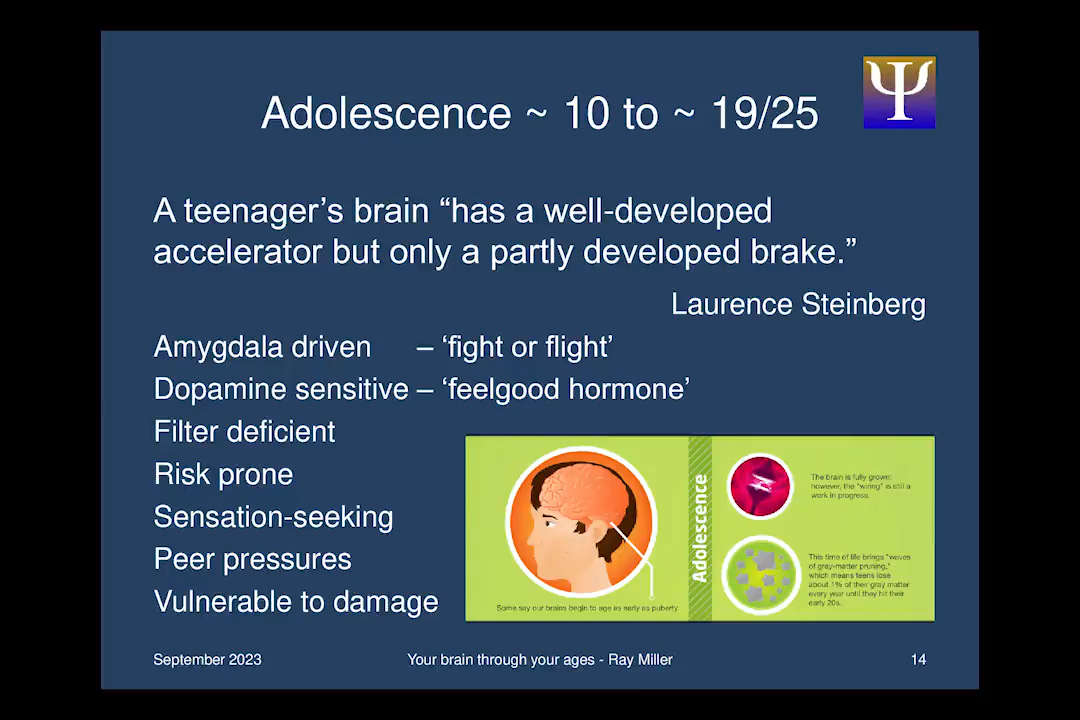 Ψ
Adolescence ~ 10 to ~ 19/25
A teenager’s brain “has a well-developed
accelerator but only a partly developed brake.”
Laurence Steinberg
Amygdala driven – ‘fight or flight’
Dopamine sensitive – ‘feelgood hormone’
Filter deficient
Risk prone
Sensation-seeking
Peer pressures
Vulnerable to damage
Some say our brains begin to age as early as puberty
Adolescence
The brain is fully grown;
however, the "wiring" is still a
work in progress.
This time of life brings "waves
of gray-matter pruning,"
which means teens lose
about 1% of their gray matter
every year until they hit their
early 20s.
September 2023
Your brain through your ages - Ray Miller
14